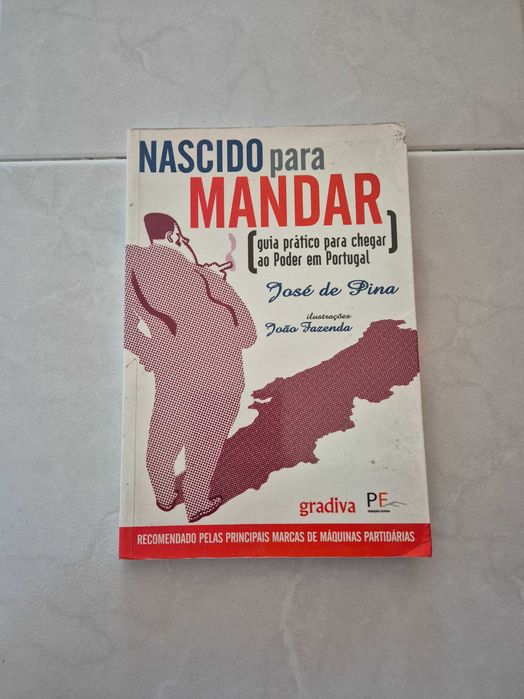 NASCIDO para
MANDAR
[guia prático para chegar
ao Poder em Portugal]
José de Pina
ilustrações
João Fazenda
gradiva
PF
RECOMENDADO PELAS PRINCIPAIS MARCAS DE MÁQUINAS PARTIDÁRIAS